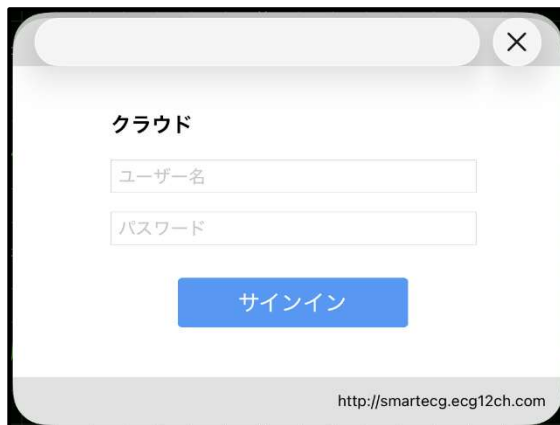 クラウド
ユーザー名
パスワード
サインイン
http://smartecg.ecg12ch.com